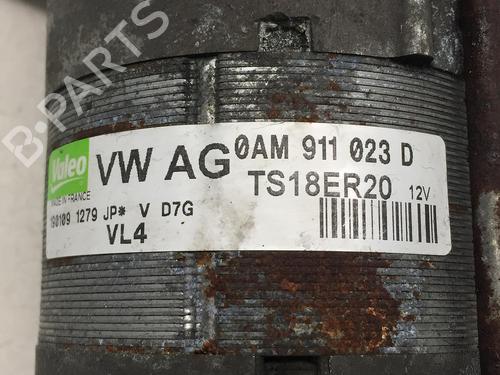 B-PARTS
Valeo
VW AG
0AM 911 023 D
TS18ER20 12V
MADE IN FRANCE
190109 1279 JP* V D7G
VL4